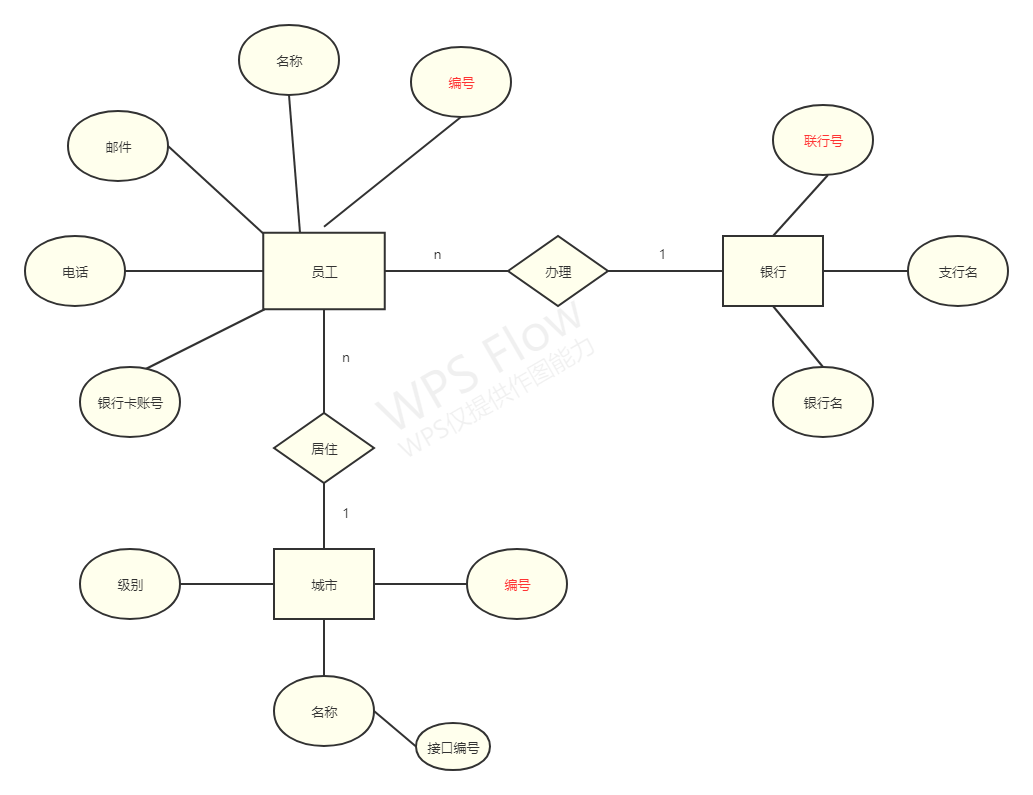 名称
编号
邮件
联行号
n
1
电话
员工
办理
银行
支行名
WPS Flow
WPS仅提供作图能力
n
银行卡账号
银行名
居住
1
级别
城市
编号
名称
接口编号